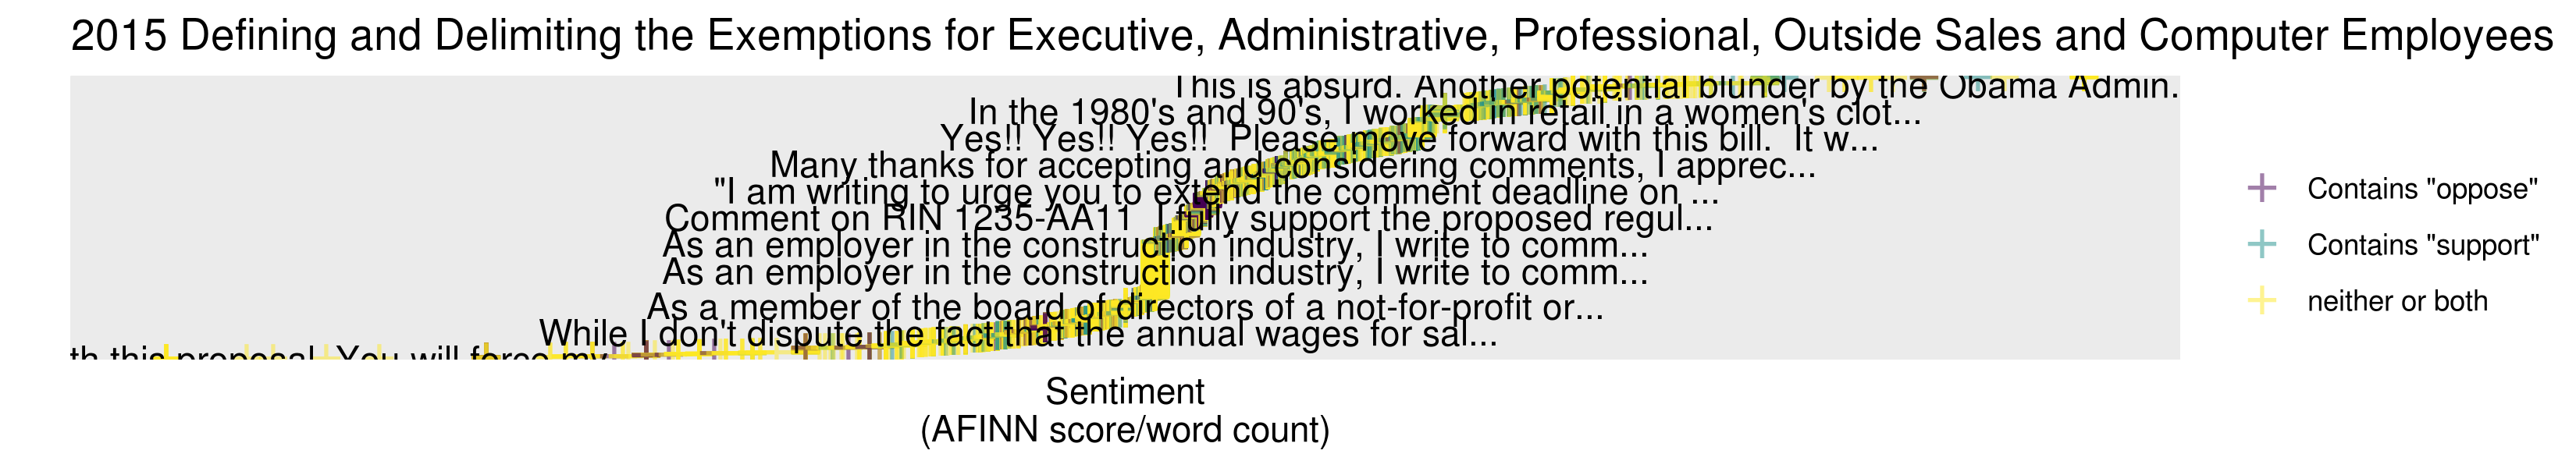 2015 Defining and Delimiting the Exemptions for Executive, Administrative, Professional, Outside Sales and Computer Employees
This is absurd. Another potential blunder by the Obama Admin.
In the 1980's and 90's, I worked in retail in a women's clot...
Yes!! Yes!! Yes!!  Please move forward with this bill.  It w...
Many thanks for accepting and considering comments, I apprec...
"I am writing to urge you to extend the comment deadline on ...
Comment on RIN 1235-AA11  I fully support the proposed regul...
As an employer in the construction industry, I write to comm...
As an employer in the construction industry, I write to comm...
As a member of the board of directors of a not-for-profit or...
While I don't dispute the fact that the annual wages for sal...
th this proposal. You will force my
Contains "oppose"
Contains "support"
neither or both
Sentiment
(AFINN score/word count)